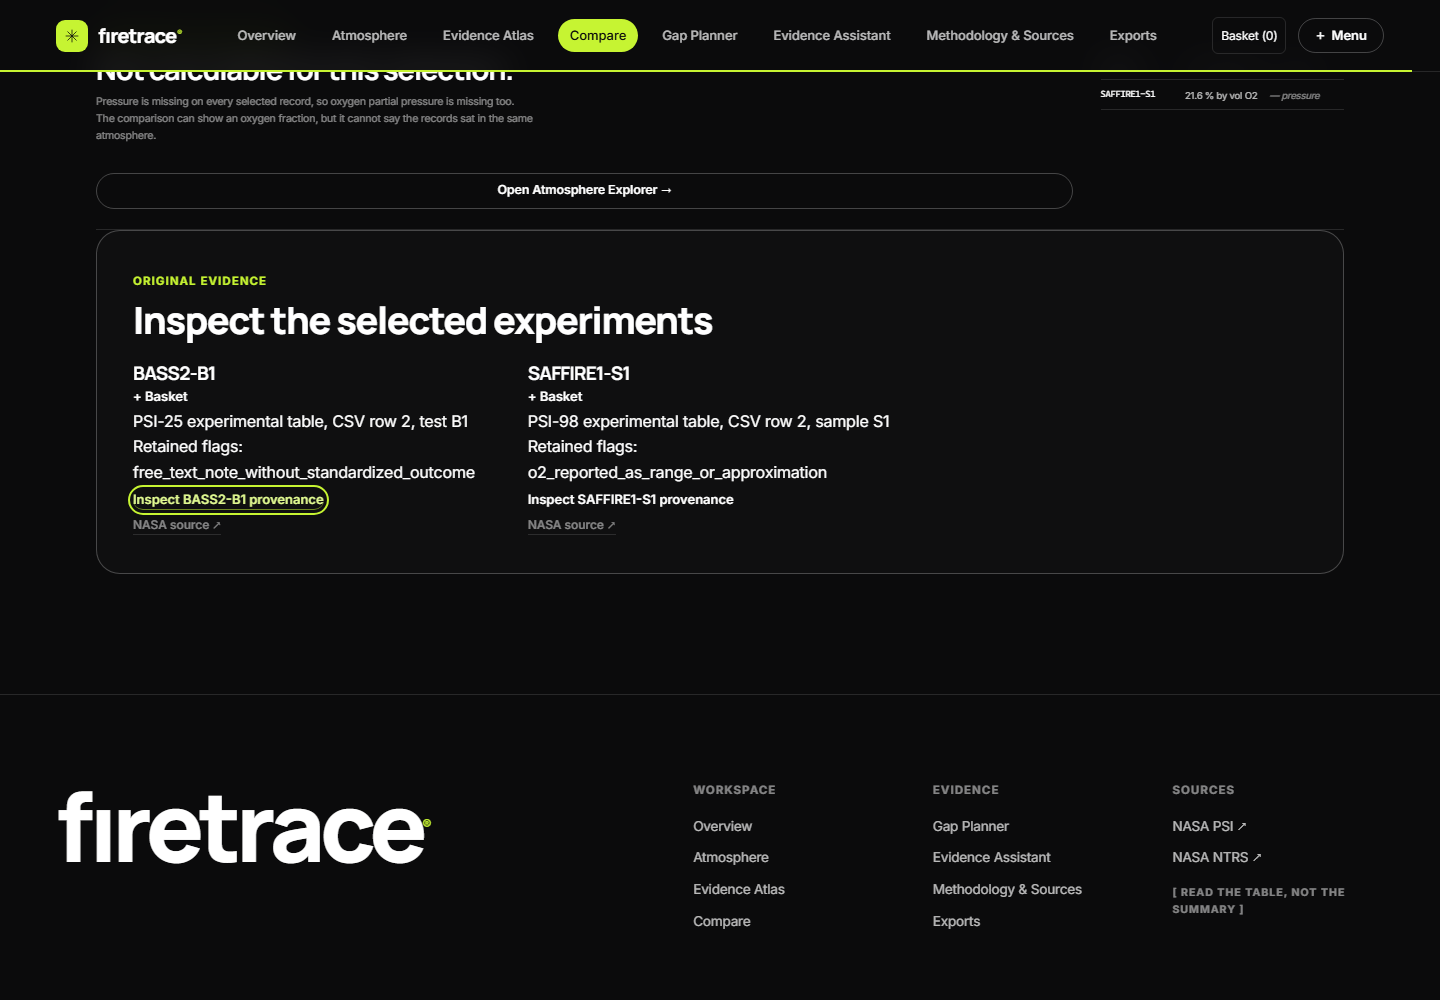 firetrace
Overview
Atmosphere
Evidence Atlas
Compare
Gap Planner
Evidence Assistant
Methodology & Sources
Exports
Basket (0)
+ Menu
Not calculable for this selection.
Pressure is missing on every selected record, so oxygen partial pressure is missing too.
The comparison can show an oxygen fraction, but it cannot say the records sat in the same
atmosphere.
SAFFIRE1-S1 21.6 % by vol O2 — pressure
Open Atmosphere Explorer →
ORIGINAL EVIDENCE
Inspect the selected experiments
BASS2-B1
+ Basket
PSI-25 experimental table, CSV row 2, test B1
Retained flags:
free_text_note_without_standardized_outcome
Inspect BASS2-B1 provenance
NASA source ↗
SAFFIRE1-S1
+ Basket
PSI-98 experimental table, CSV row 2, sample S1
Retained flags:
o2_reported_as_range_or_approximation
Inspect SAFFIRE1-S1 provenance
NASA source ↗
firetrace®
WORKSPACE
Overview
Atmosphere
Evidence Atlas
Compare
EVIDENCE
Gap Planner
Evidence Assistant
Methodology & Sources
Exports
SOURCES
NASA PSI ↗
NASA NTRS ↗
[ READ THE TABLE, NOT THE
SUMMARY ]